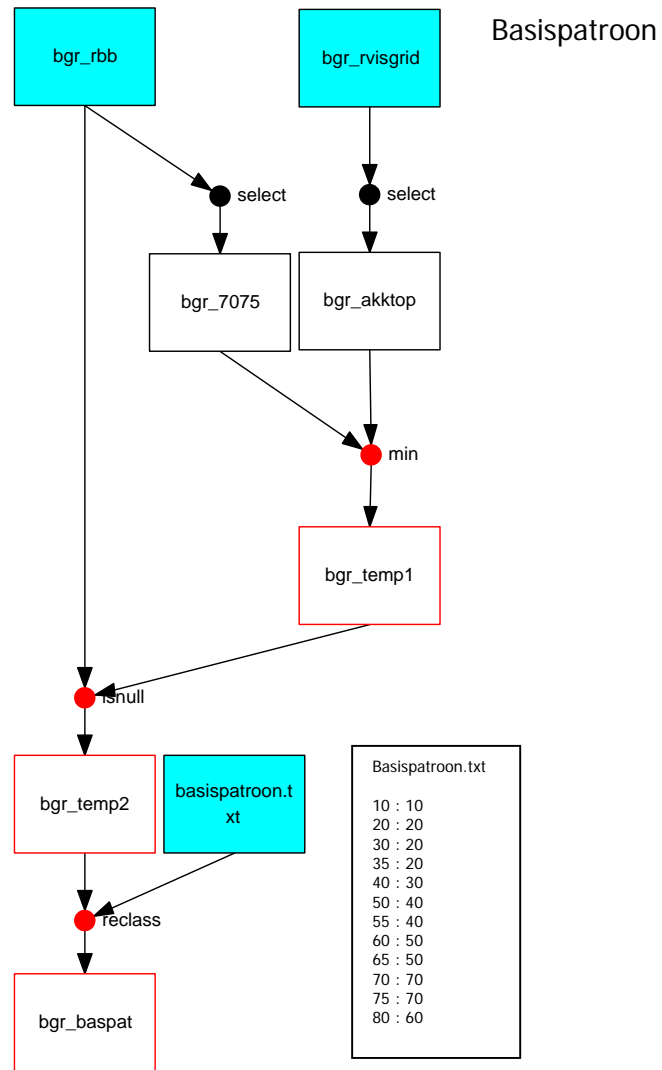 Basispatroon
bgr_rbb
bgr_rvisgrid
select
select
bgr_7075
bgr_akktop
min
bgr_temp1
isnull
bgr_temp2
basispatroon.t
xt
reclass
bgr_baspat
Basispatroon.txt
10 : 10
20 : 20
30 : 20
35 : 20
40 : 30
50 : 40
55 : 40
60 : 50
65 : 50
70 : 70
75 : 70
80 : 60